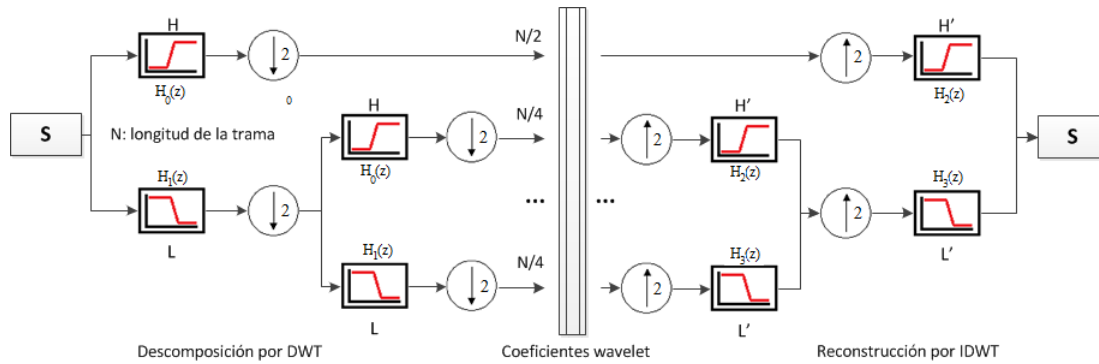 H
2
H₀(z)
0
N/2
2
H'
H₂(z)
S
N: longitud de la trama
H
2
H₀(z)
N/4
2
H'
H₂(z)
S
H₁(z)
2
L
...
...
2
H₃(z)
L'
H₁(z)
2
L
N/4
2
H₃(z)
L'
Descomposición por DWT
Coeficientes wavelet
Reconstrucción por IDWT